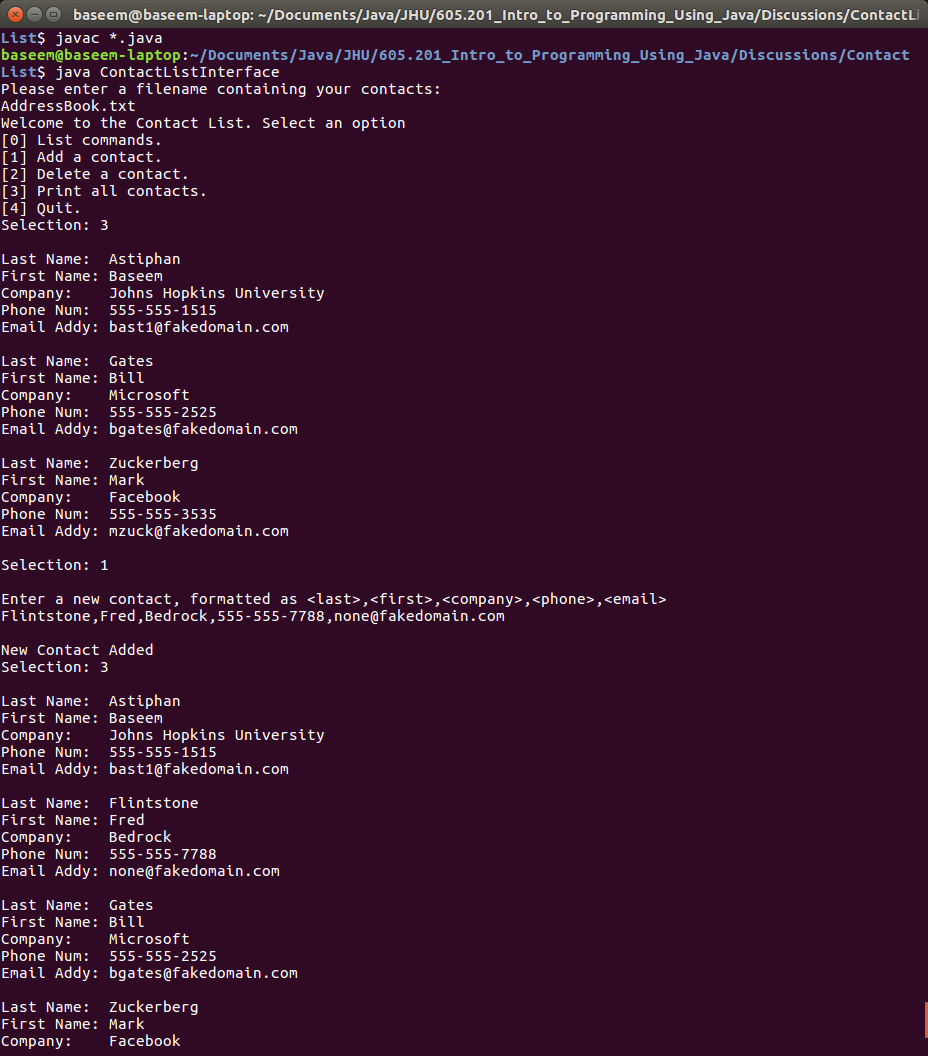 baseem@baseem-laptop: ~/Documents/Java/JHU/605.201_Intro_to_Programming_Using_Java/Discussions/ContactLi
List$ javac *.java
baseem@baseem-laptop:~/Documents/Java/JHU/605.201_Intro_to_Programming_Using_Java/Discussions/Contact
List$ java ContactListInterface
Please enter a filename containing your contacts:
AddressBook.txt
Welcome to the Contact List. Select an option
[0] List commands.
[1] Add a contact.
[2] Delete a contact.
[3] Print all contacts.
[4] Quit.
Selection: 3

Last Name:  Astiphan
First Name: Baseem
Company:    Johns Hopkins University
Phone Num:  555-555-1515
Email Addy: bast1@fakedomain.com

Last Name:  Gates
First Name: Bill
Company:    Microsoft
Phone Num:  555-555-2525
Email Addy: bgates@fakedomain.com

Last Name:  Zuckerberg
First Name: Mark
Company:    Facebook
Phone Num:  555-555-3535
Email Addy: mzuck@fakedomain.com

Selection: 1

Enter a new contact, formatted as <last>,<first>,<company>,<phone>,<email>
Flintstone,Fred,Bedrock,555-555-7788,none@fakedomain.com

New Contact Added
Selection: 3

Last Name:  Astiphan
First Name: Baseem
Company:    Johns Hopkins University
Phone Num:  555-555-1515
Email Addy: bast1@fakedomain.com

Last Name:  Flintstone
First Name: Fred
Company:    Bedrock
Phone Num:  555-555-7788
Email Addy: none@fakedomain.com

Last Name:  Gates
First Name: Bill
Company:    Microsoft
Phone Num:  555-555-2525
Email Addy: bgates@fakedomain.com

Last Name:  Zuckerberg
First Name: Mark
Company:    Facebook